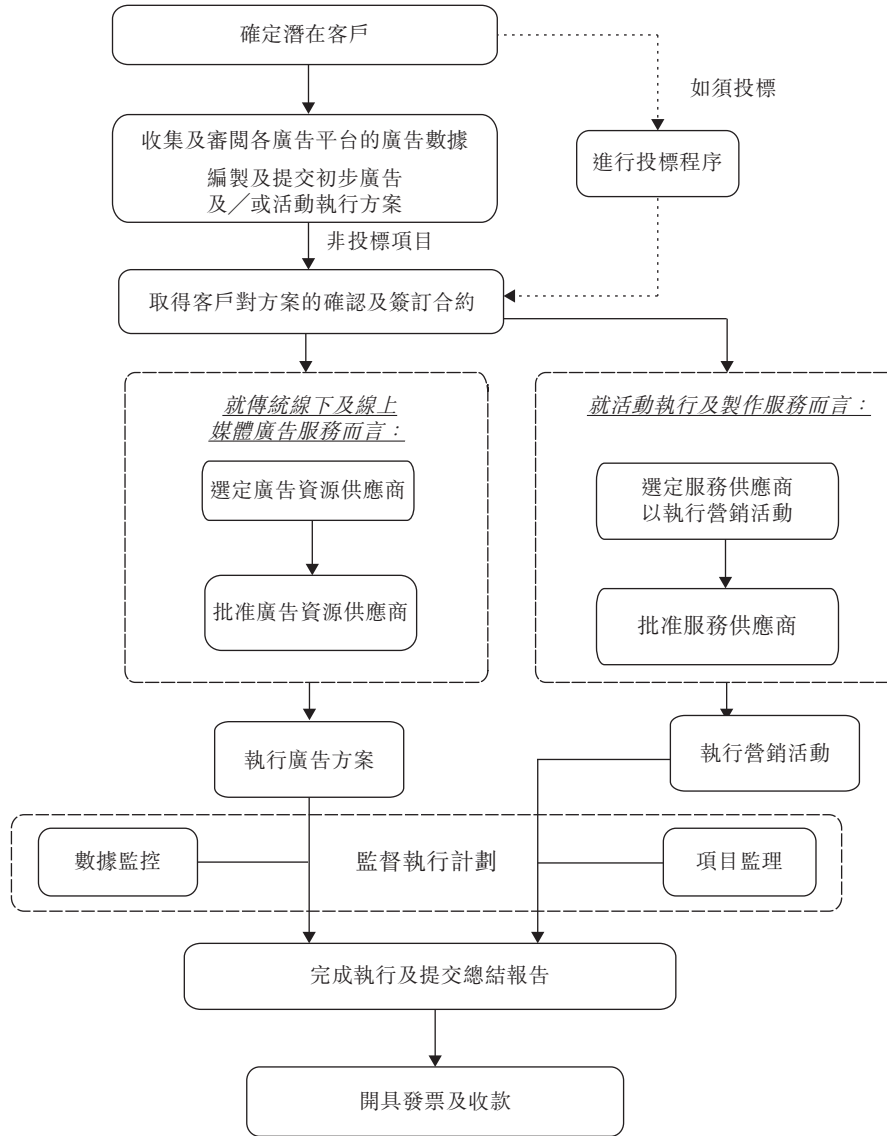 確定潛在客戶
如須投標
收集及審閱各廣告平台的廣告數據
編製及提交初步廣告
及／或活動執行方案
進行投標程序
非投標項目
取得客戶對方案的確認及簽訂合約
就傳統線下及線上
媒體廣告服務而言：
選定廣告資源供應商
批准廣告資源供應商
就活動執行及製作服務而言：
選定服務供應商
以執行營銷活動
批准服務供應商
執行廣告方案
執行營銷活動
數據監控
監督執行計劃
項目監理
完成執行及提交總結報告
開具發票及收款